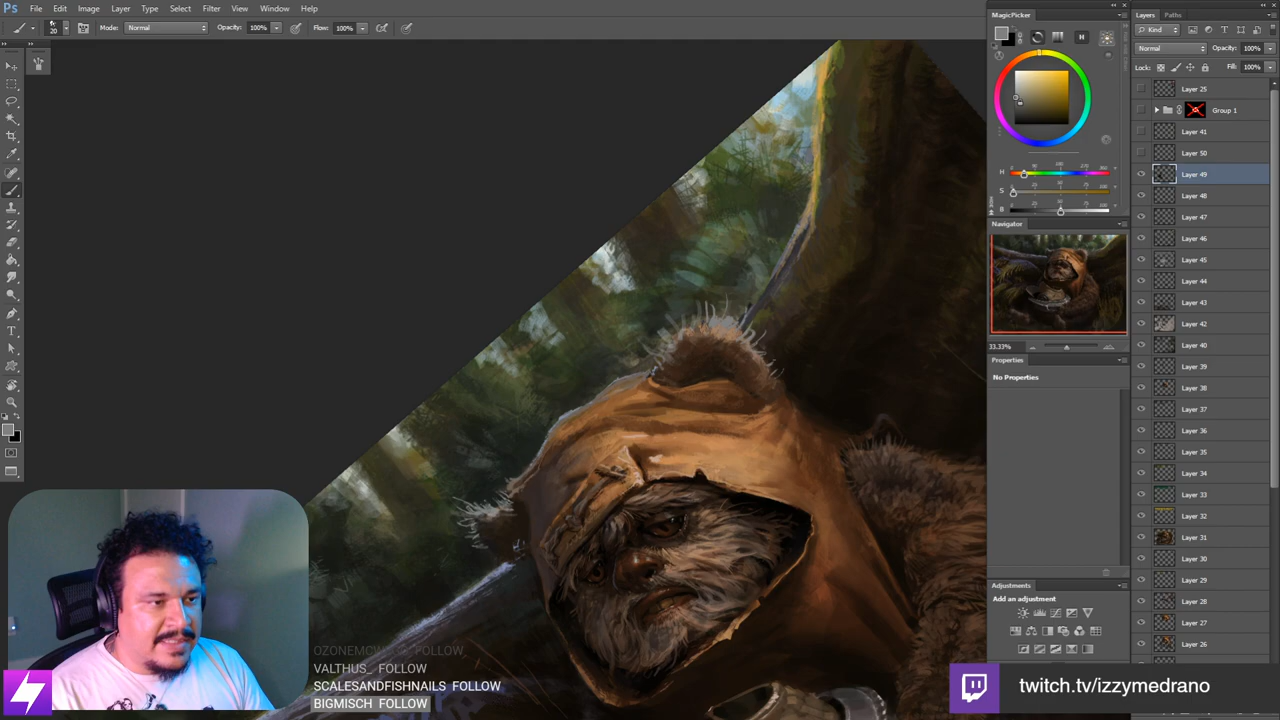 Ps File Edit Image Layer Type Select Filter View Window Help
20 Mode: Normal Opacity: 100% Flow: 100%
MagicPicker
H
H
S
B
Navigator
33.33%
Properties
No Properties
Adjustments
Add an adjustment
Layers Paths
Kind
Normal Opacity: 100%
Lock: Fill: 100%
Layer 25
Group 1
Layer 41
Layer 50
Layer 49
Layer 48
Layer 47
Layer 46
Layer 45
Layer 44
Layer 43
Layer 42
Layer 40
Layer 39
Layer 38
Layer 37
Layer 36
Layer 35
Layer 34
Layer 33
Layer 32
Layer 31
Layer 30
Layer 29
Layer 28
Layer 27
Layer 26
FOLLOW
VALTHUS_ FOLLOW
SCALESANDFISHNAILS FOLLOW
BIGMISCH FOLLOW
twitch.tv/izzymedrano